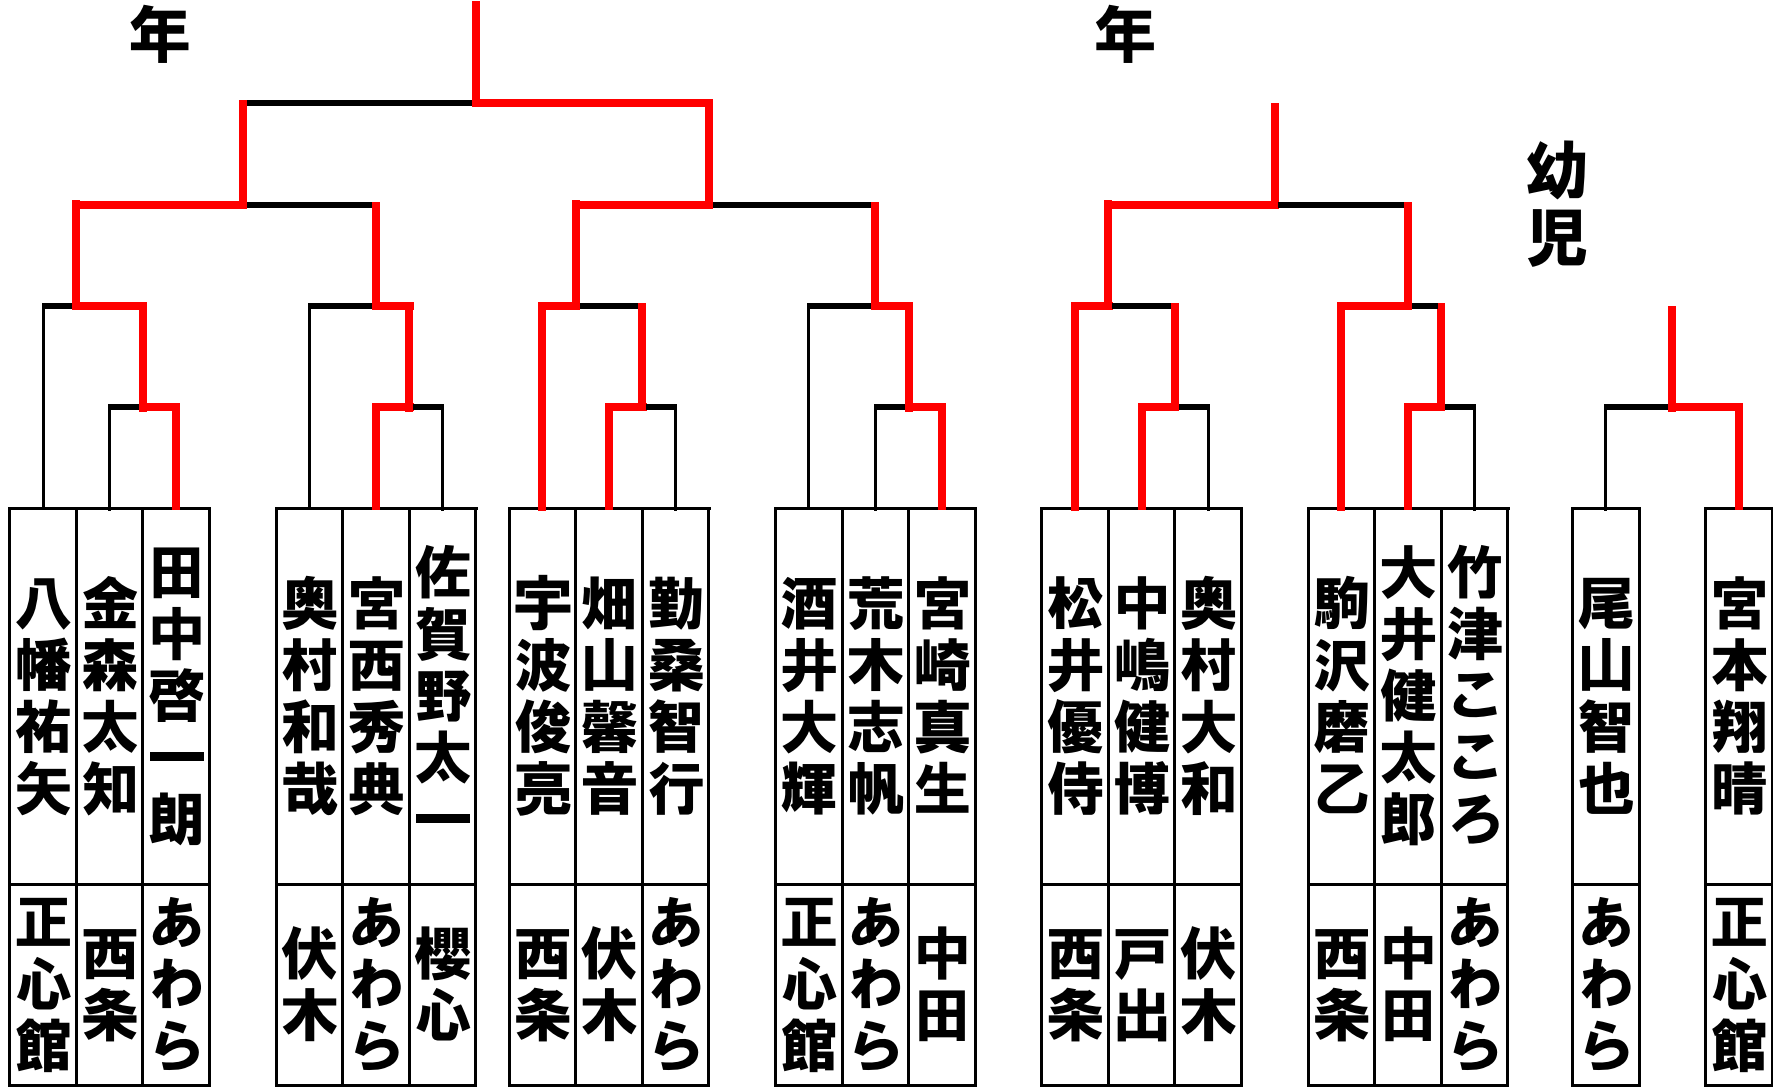 年
年
幼児
八幡祐矢
金森太知
田中啓一朗
奥村和哉
宮西秀典
佐賀野太一
宇波俊亮
畑山馨音
勤桑智行
酒井大輝
荒木志帆
宮崎真生
松井優侍
中嶋健博
奥村大和
駒沢磨乙
大井健太郎
竹津こころ
尾山智也
宮本翔晴
正心館
西条
あわら
伏木
あわら
櫻心
西条
伏木
あわら
正心館
あわら
中田
西条
戸出
伏木
西条
中田
あわら
あわら
正心館